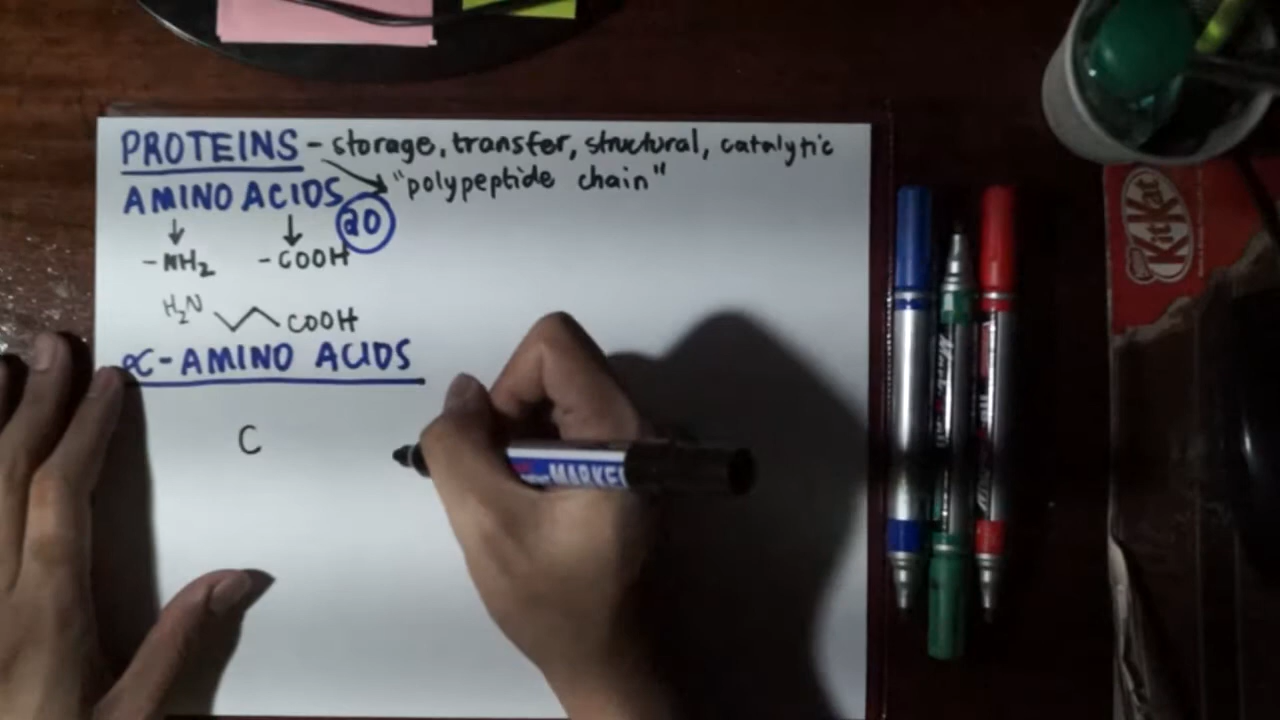 PROTEINS - storage, transfer, structural, catalytic
AMINO ACIDS "polypeptide chain"
20
-NH₂ -COOH
H₂N COOH
α-AMINO ACIDS
C
MARKER
KitKat